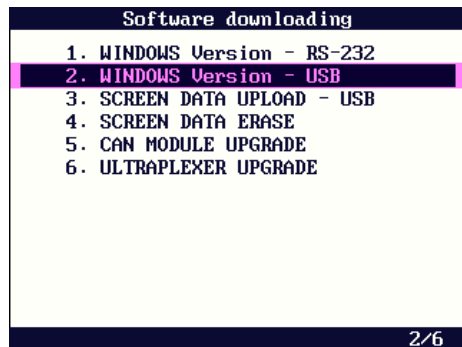 Software downloading
1. WINDOWS Version - RS-232
2. WINDOWS Version - USB
3. SCREEN DATA UPLOAD - USB
4. SCREEN DATA ERASE
5. CAN MODULE UPGRADE
6. ULTRAPLEXER UPGRADE
2/6